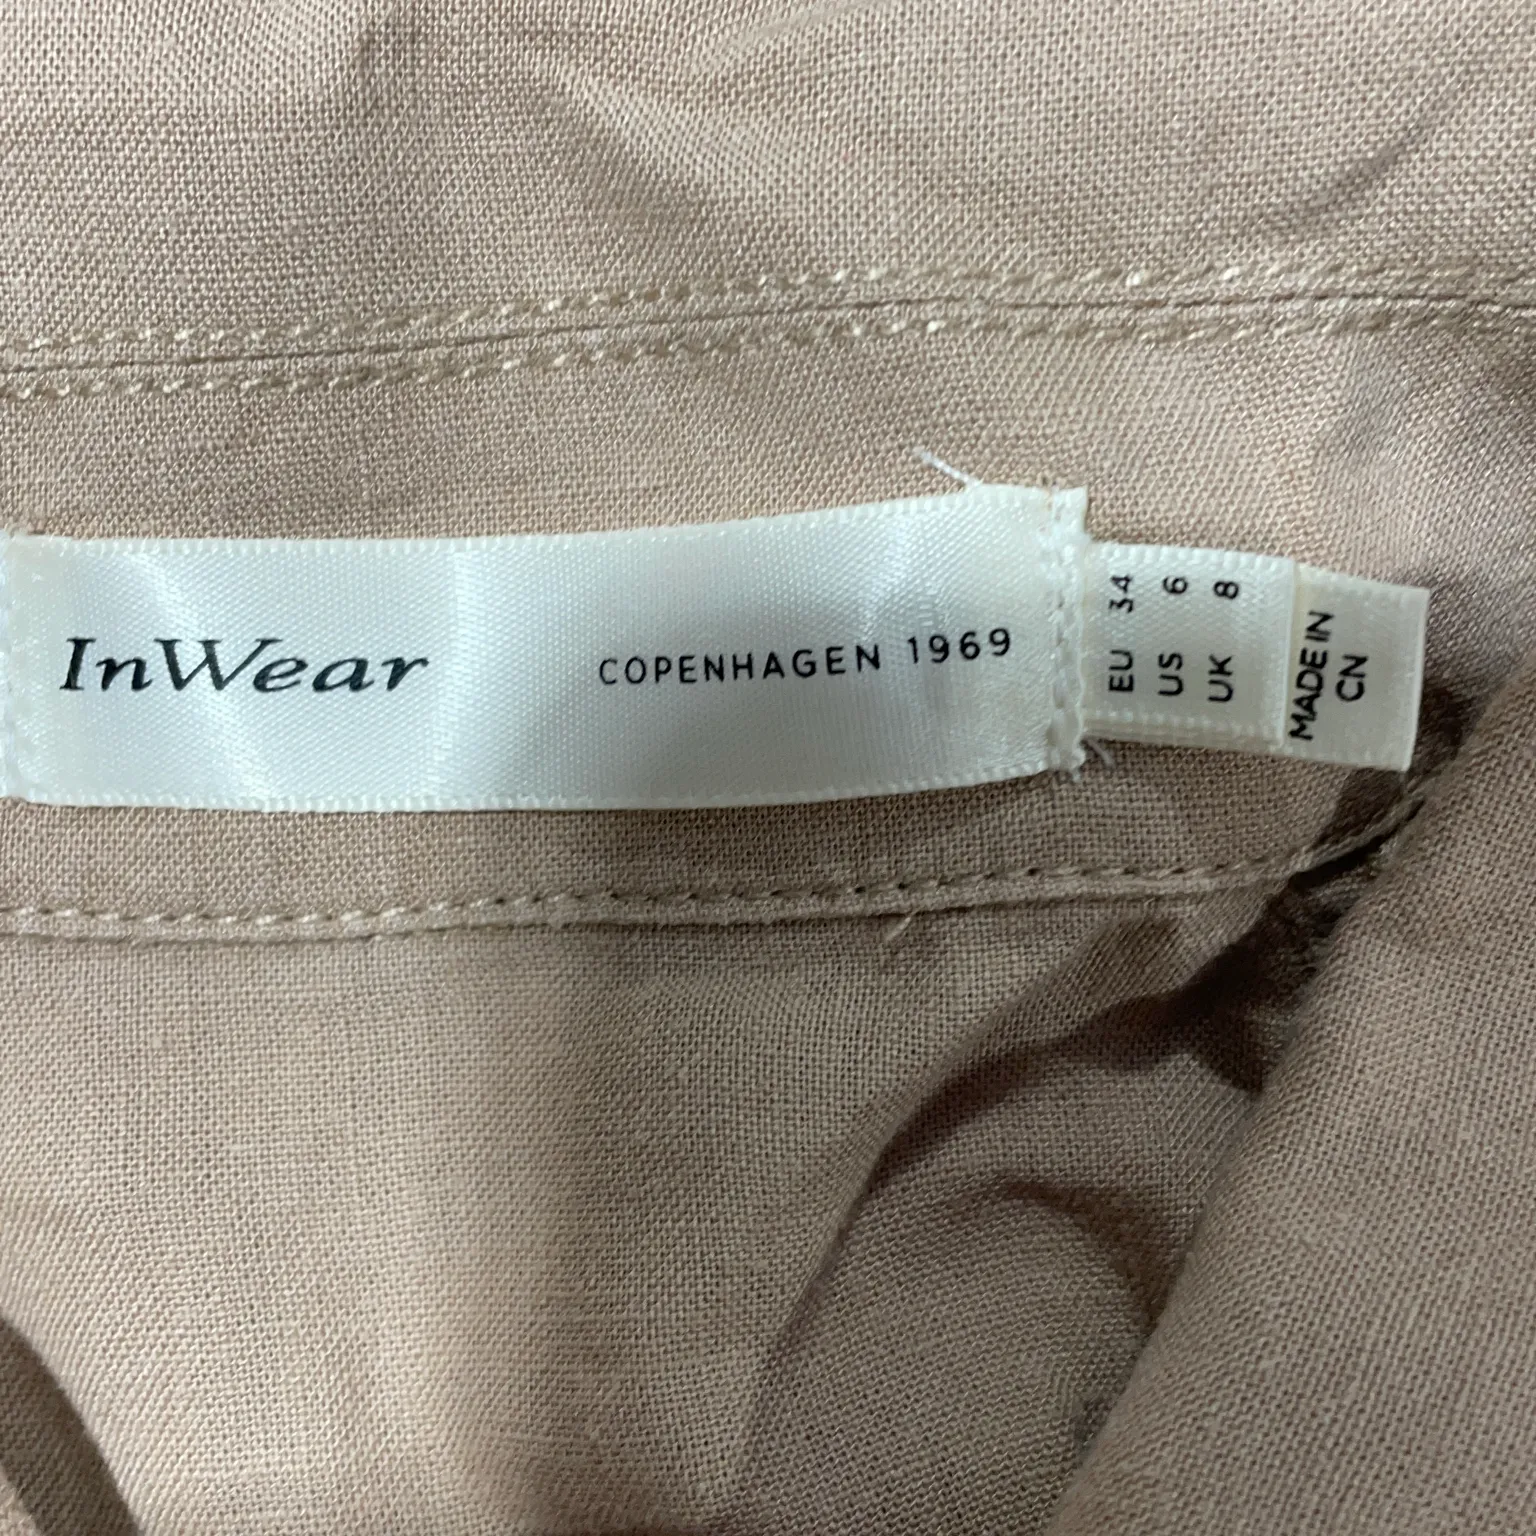 InWear COPENHAGEN 1969
EU 34
US 6
UK 8
MADE IN
CN